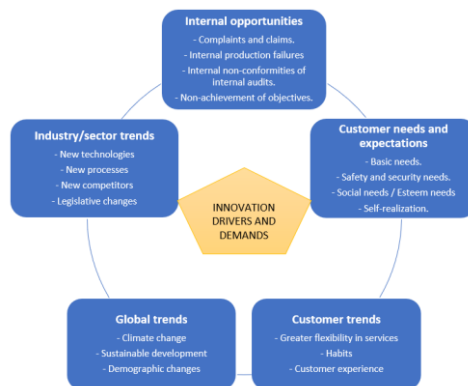 Internal opportunities
- Complaints and claims.
- Internal production failures
- Internal non-conformities of
internal audits.
- Non-achievement of objectives.
Industry/sector trends
- New technologies
- New processes
- New competitors
- Legislative changes
Customer needs and
expectations
- Basic needs.
- Safety and security needs.
- Social needs / Esteem needs
- Self-realization.
INNOVATION
DRIVERS AND
DEMANDS
Global trends
- Climate change
- Sustainable development
- Demographic changes
Customer trends
- Greater flexibility in services
- Habits
- Customer experience